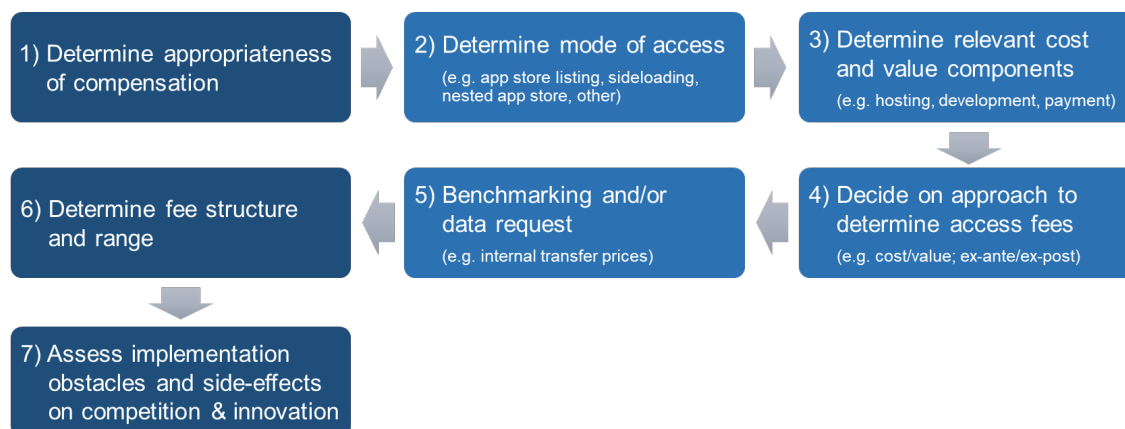 1) Determine appropriateness
of compensation
2) Determine mode of access
(e.g. app store listing, sideloading,
nested app store, other)
3) Determine relevant cost
and value components
(e.g. hosting, development, payment)
4) Decide on approach to
determine access fees
(e.g. cost/value; ex-ante/ex-post)
5) Benchmarking and/or
data request
(e.g. internal transfer prices)
6) Determine fee structure
and range
7) Assess implementation
obstacles and side-effects
on competition & innovation